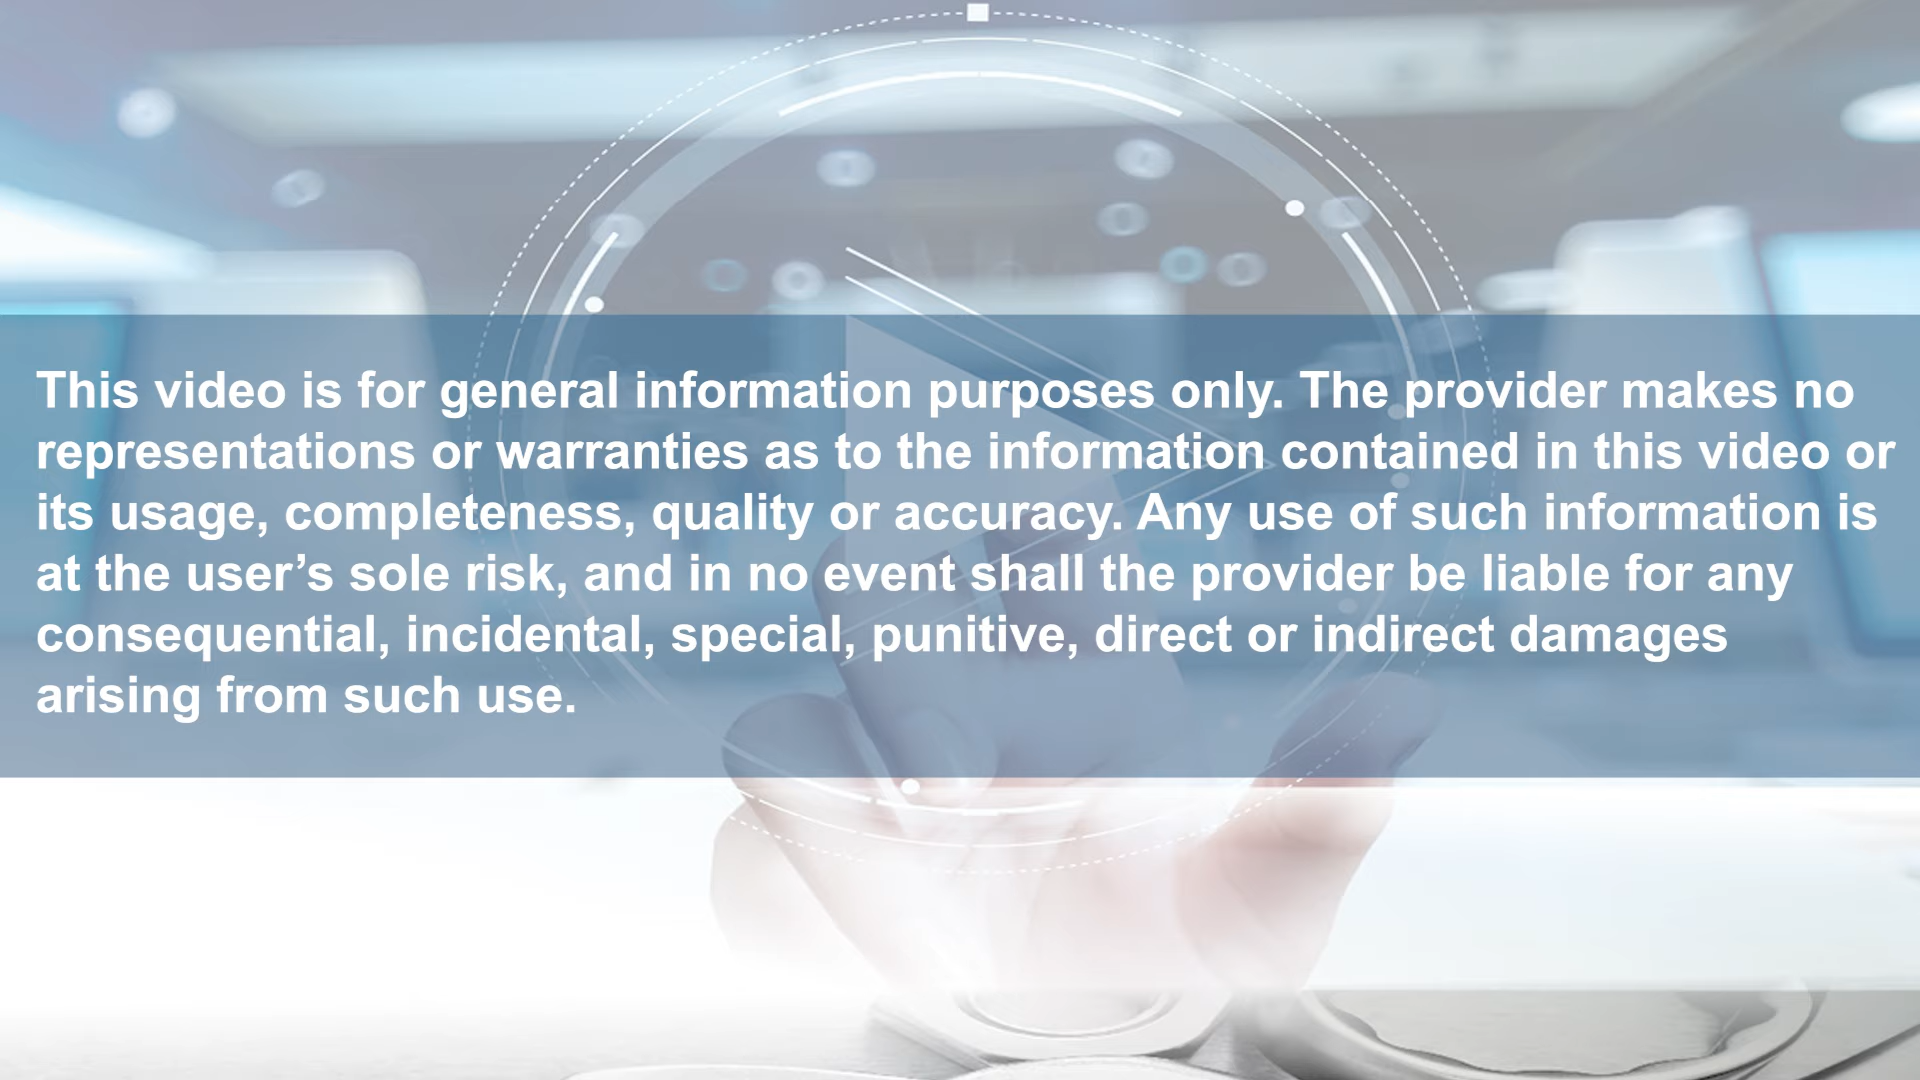 This video is for general information purposes only. The provider makes no
representations or warranties as to the information contained in this video or
its usage, completeness, quality or accuracy. Any use of such information is
at the user’s sole risk, and in no event shall the provider be liable for any
consequential, incidental, special, punitive, direct or indirect damages
arising from such use.